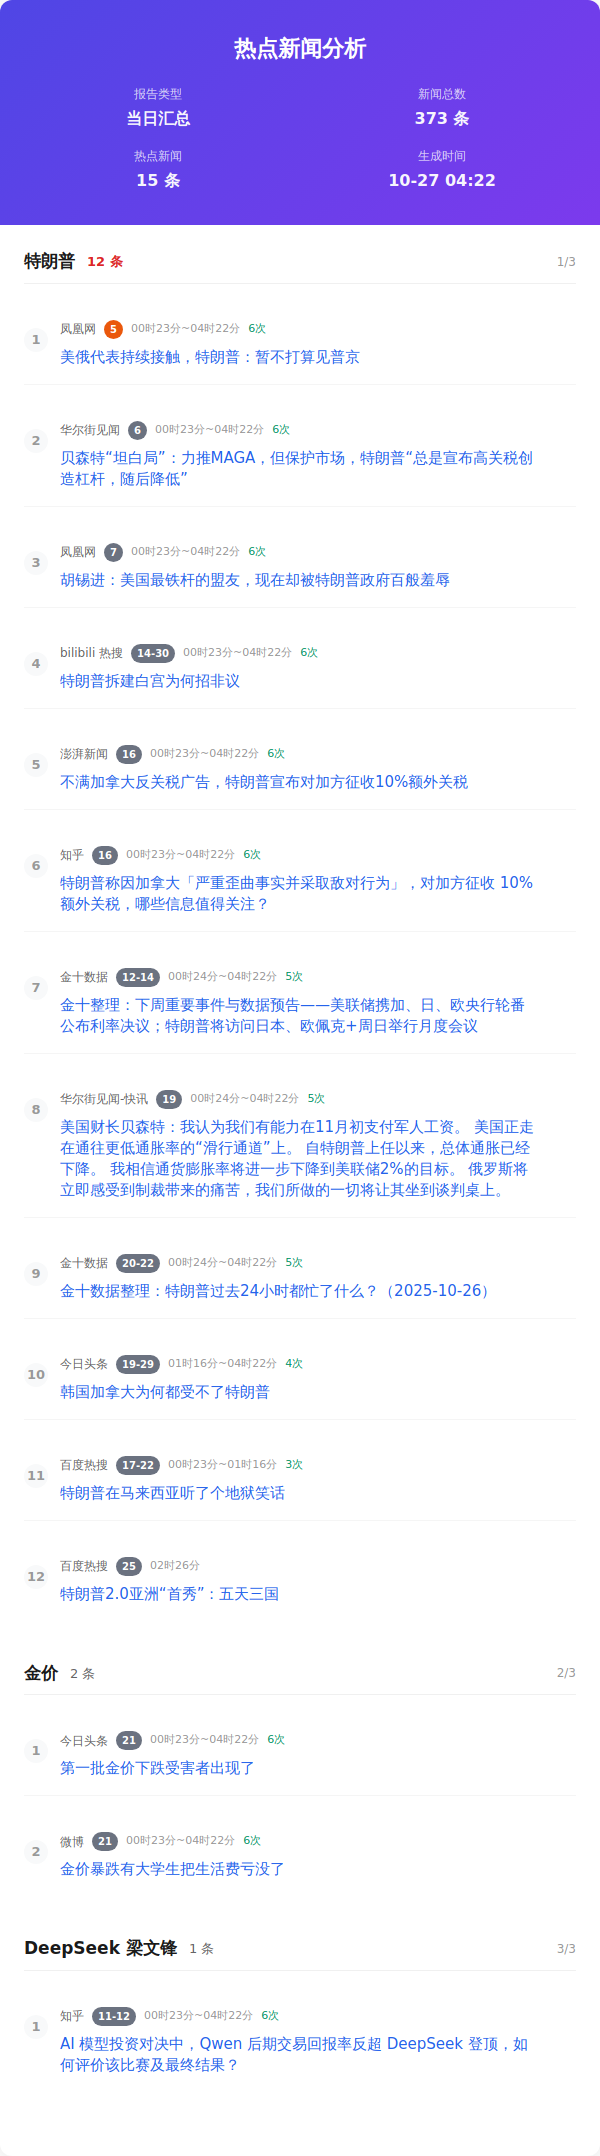 热点新闻分析
报告类型
新闻总数
当日汇总
373 条
热点新闻
生成时间
15 条
10-27 04:22
特朗普 12 条 1/3
1 凤凰网 5 00时23分~04时22分 6次
美俄代表持续接触，特朗普：暂不打算见普京
2 华尔街见闻 6 00时23分~04时22分 6次
贝森特“坦白局”：力推MAGA，但保护市场，特朗普“总是宣布高关税创
造杠杆，随后降低”
3 凤凰网 7 00时23分~04时22分 6次
胡锡进：美国最铁杆的盟友，现在却被特朗普政府百般羞辱
4 bilibili 热搜 14-30 00时23分~04时22分 6次
特朗普拆建白宫为何招非议
5 澎湃新闻 16 00时23分~04时22分 6次
不满加拿大反关税广告，特朗普宣布对加方征收10%额外关税
6 知乎 16 00时23分~04时22分 6次
特朗普称因加拿大「严重歪曲事实并采取敌对行为」，对加方征收 10%
额外关税，哪些信息值得关注？
7 金十数据 12-14 00时24分~04时22分 5次
金十整理：下周重要事件与数据预告——美联储携加、日、欧央行轮番
公布利率决议；特朗普将访问日本、欧佩克+周日举行月度会议
8 华尔街见闻-快讯 19 00时24分~04时22分 5次
美国财长贝森特：我认为我们有能力在11月初支付军人工资。 美国正走
在通往更低通胀率的“滑行通道”上。 自特朗普上任以来，总体通胀已经
下降。 我相信通货膨胀率将进一步下降到美联储2%的目标。 俄罗斯将
立即感受到制裁带来的痛苦，我们所做的一切将让其坐到谈判桌上。
9 金十数据 20-22 00时24分~04时22分 5次
金十数据整理：特朗普过去24小时都忙了什么？（2025-10-26）
10 今日头条 19-29 01时16分~04时22分 4次
韩国加拿大为何都受不了特朗普
11 百度热搜 17-22 00时23分~01时16分 3次
特朗普在马来西亚听了个地狱笑话
12 百度热搜 25 02时26分
特朗普2.0亚洲“首秀”：五天三国
金价 2 条 2/3
1 今日头条 21 00时23分~04时22分 6次
第一批金价下跌受害者出现了
2 微博 21 00时23分~04时22分 6次
金价暴跌有大学生把生活费亏没了
DeepSeek 梁文锋 1 条 3/3
1 知乎 11-12 00时23分~04时22分 6次
AI 模型投资对决中，Qwen 后期交易回报率反超 DeepSeek 登顶，如
何评价该比赛及最终结果？